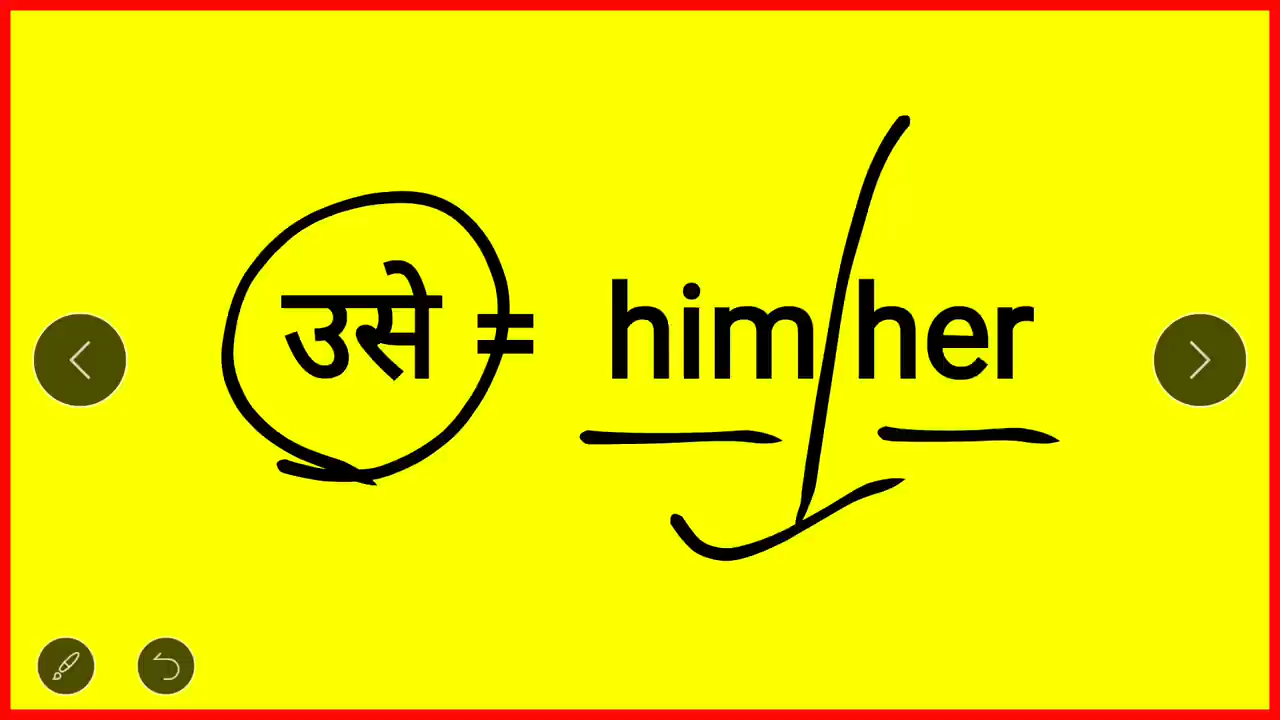 उसे = him/her